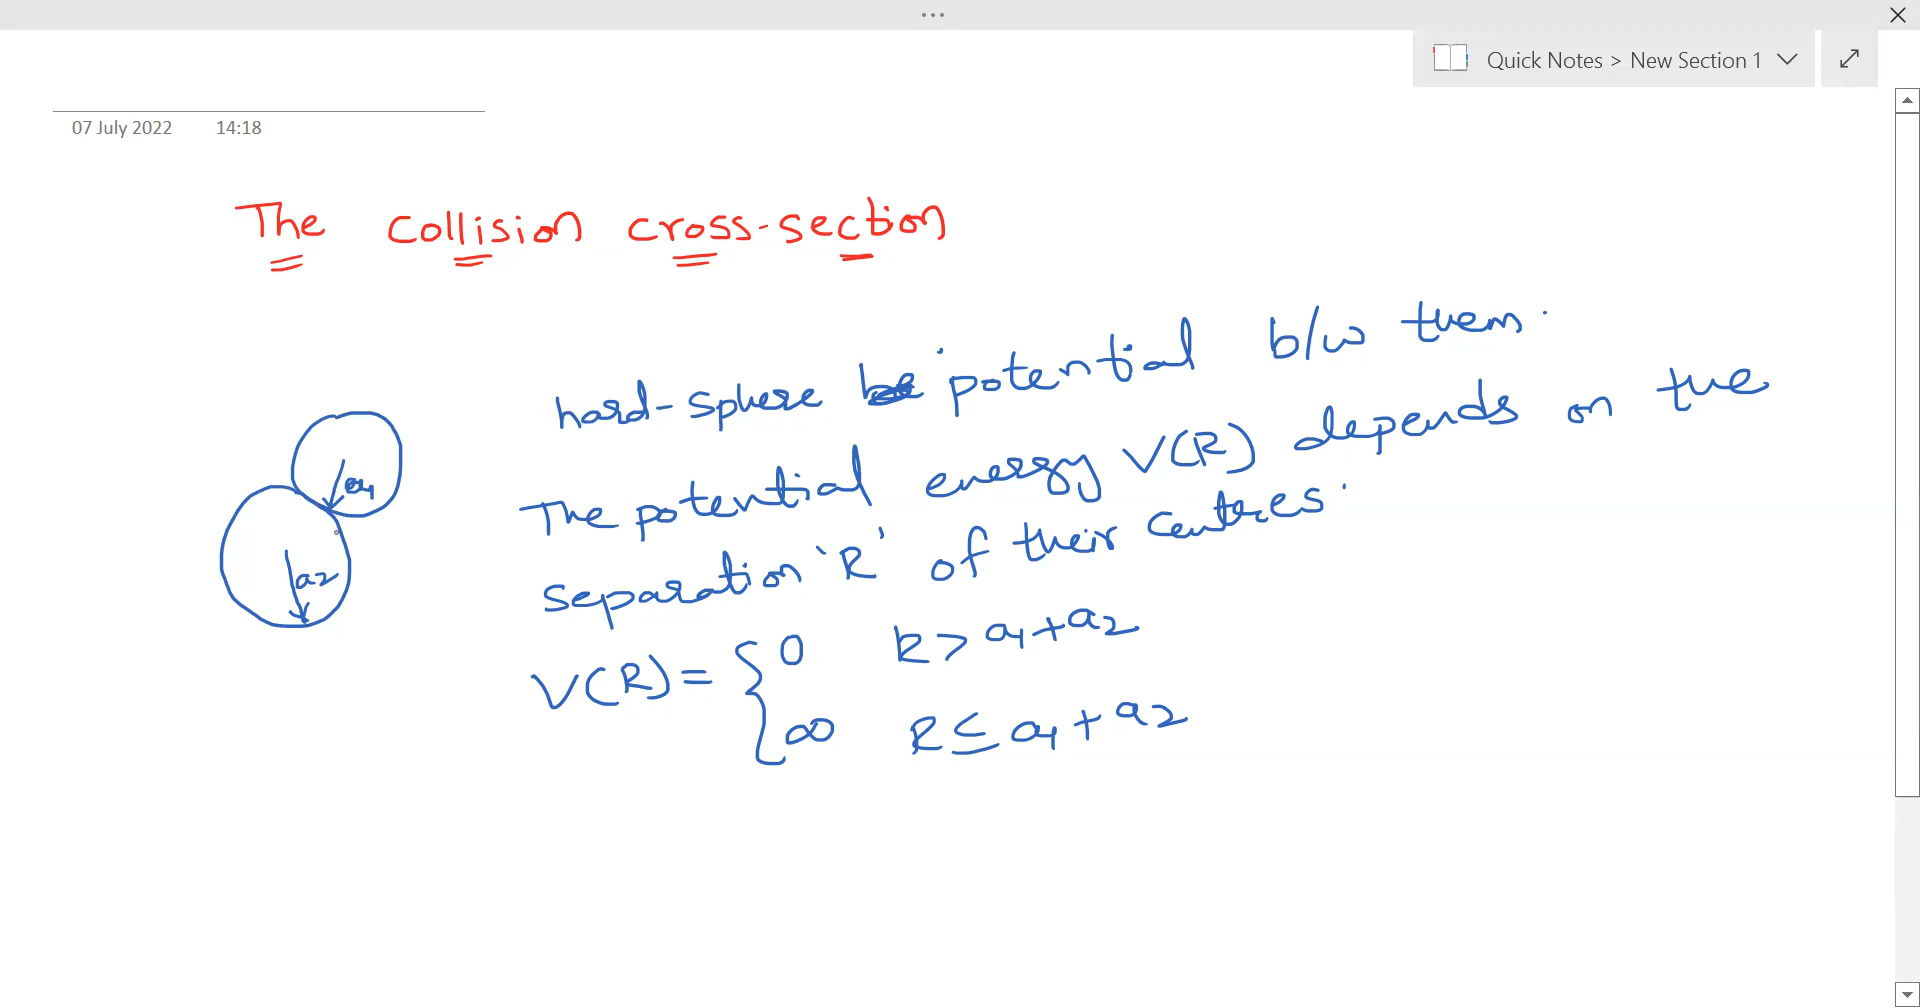 Quick Notes > New Section 1
07 July 2022 14:18
The collision cross-section
hard-sphere potential b/w them.
The potential energy V(R) depends on the
separation 'R' of their centres.
V(R) = { 0 R > a1 + a2
∞ R ≤ a1 + a2
a1
a2